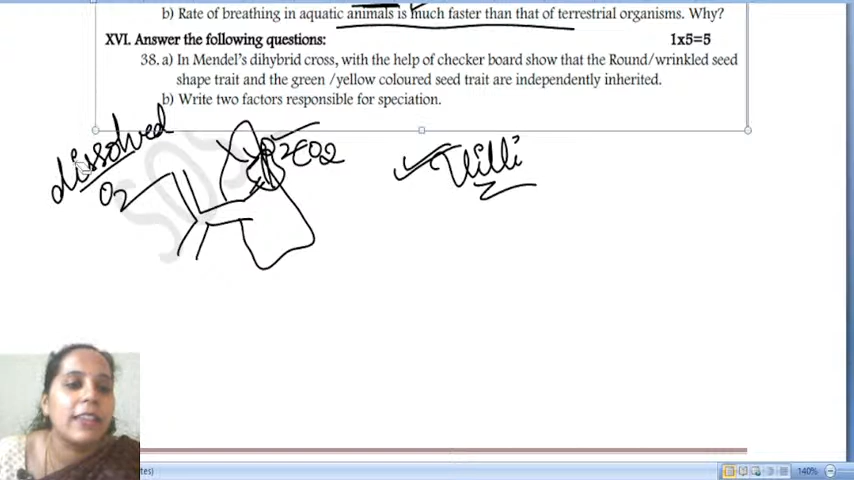 b) Rate of breathing in aquatic animals is much faster than that of terrestrial organisms. Why?
XVI. Answer the following questions: 1x5=5
38. a) In Mendel's dihybrid cross, with the help of checker board show that the Round/wrinkled seed
shape trait and the green /yellow coloured seed trait are independently inherited.
b) Write two factors responsible for speciation.
dissolved
O2
CO2
140%